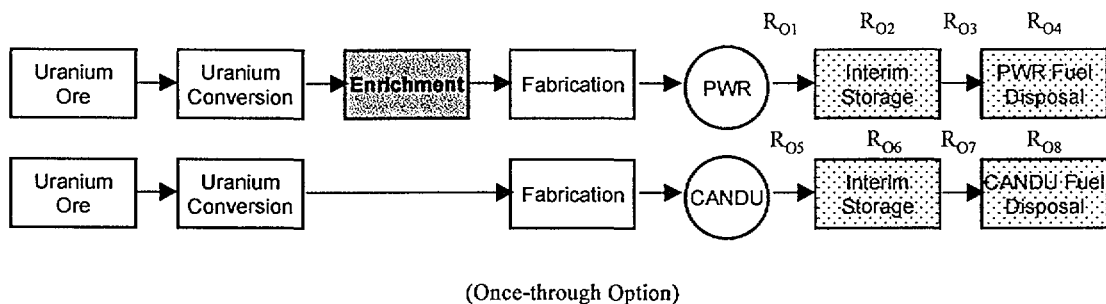 R_O1 R_O2 R_O3 R_O4
Uranium Ore
Uranium Conversion
Enrichment
Fabrication
PWR
Interim Storage
PWR Fuel Disposal
R_O5 R_O6 R_O7 R_O8
Uranium Ore
Uranium Conversion
Fabrication
CANDU
Interim Storage
CANDU Fuel Disposal
(Once-through Option)